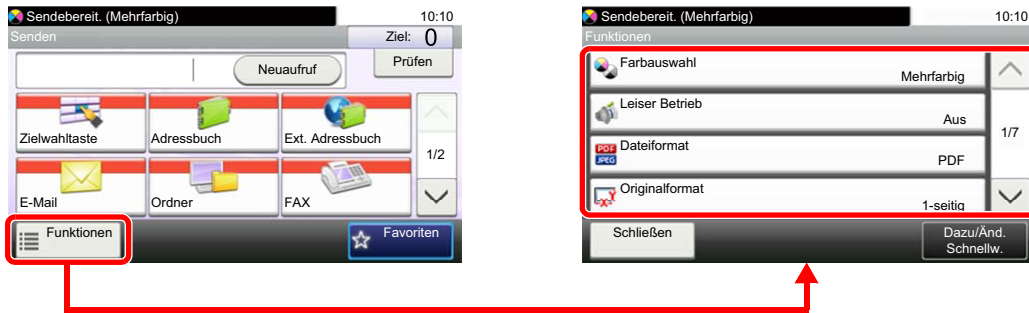 Sendebereit. (Mehrfarbig)
10:10
Senden
Ziel: 0
Neuaufruf
Prüfen
Zielwahltaste
Adressbuch
Ext. Adressbuch
1/2
E-Mail
Ordner
FAX
Funktionen
Favoriten
Sendebereit. (Mehrfarbig)
10:10
Funktionen
Farbauswahl
Mehrfarbig
Leiser Betrieb
Aus
1/7
PDF
JPEG
Dateiformat
PDF
Originalformat
1-seitig
Schließen
Dazu/Änd.
Schnellw.